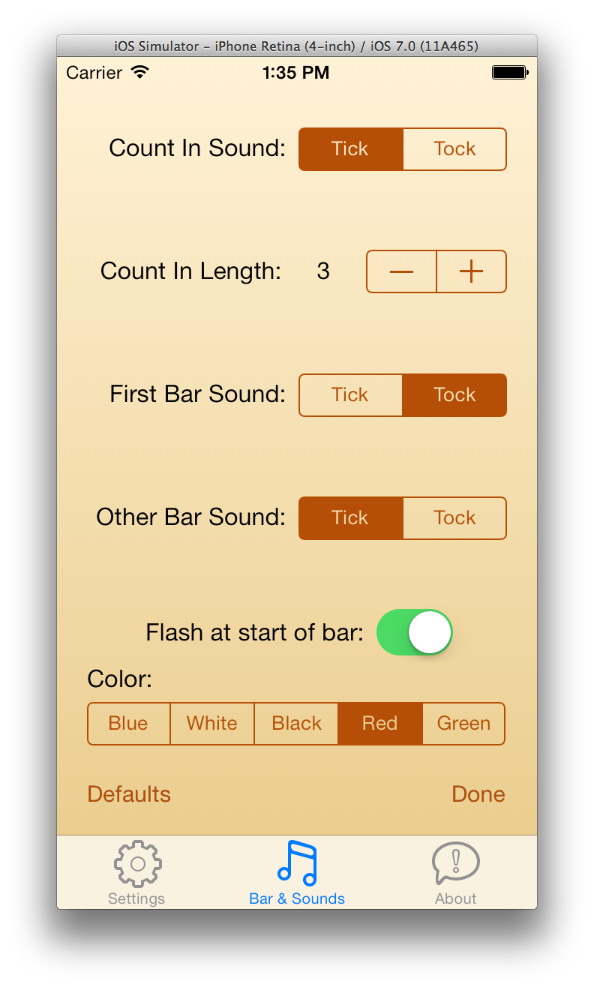 iOS Simulator – iPhone Retina (4-inch) / iOS 7.0 (11A465)
Carrier 1:35 PM
Count In Sound: Tick Tock
Count In Length: 3 − +
First Bar Sound: Tick Tock
Other Bar Sound: Tick Tock
Flash at start of bar:
Color:
Blue White Black Red Green
Defaults Done
Settings Bar & Sounds About